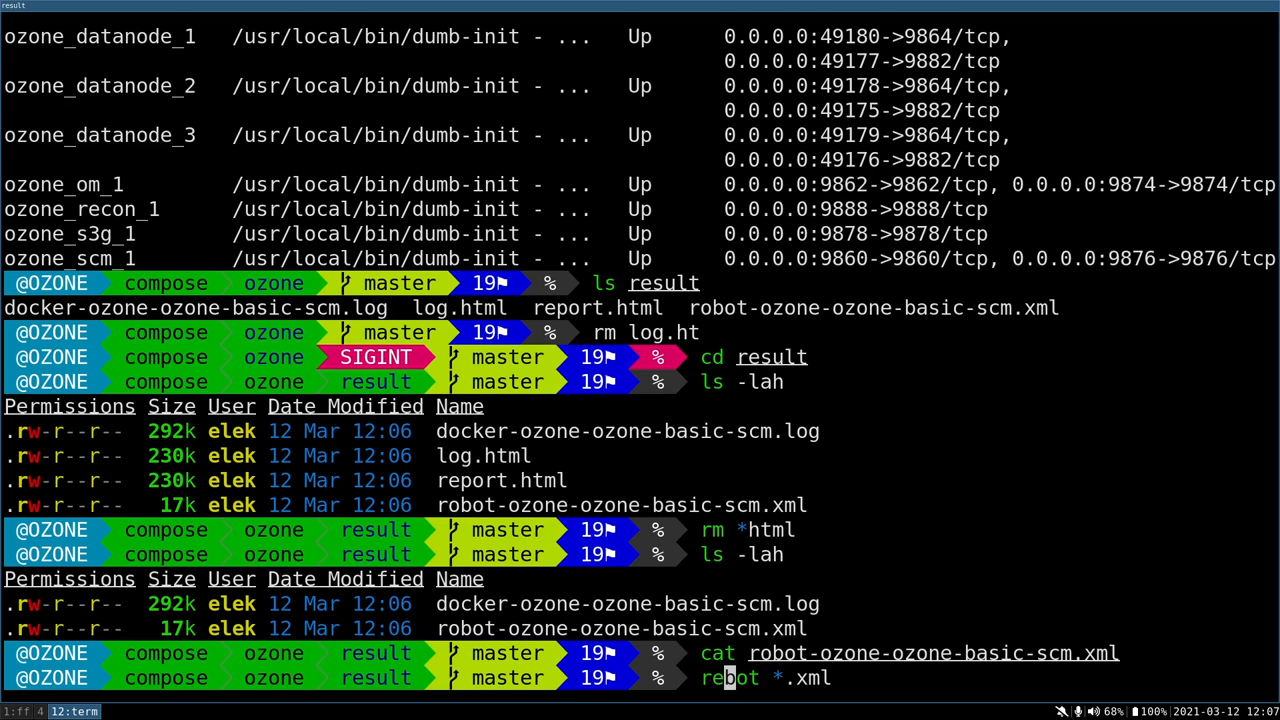 result
ozone_datanode_1   /usr/local/bin/dumb-init - ...   Up      0.0.0.0:49180->9864/tcp,
0.0.0.0:49177->9882/tcp
ozone_datanode_2   /usr/local/bin/dumb-init - ...   Up      0.0.0.0:49178->9864/tcp,
0.0.0.0:49175->9882/tcp
ozone_datanode_3   /usr/local/bin/dumb-init - ...   Up      0.0.0.0:49179->9864/tcp,
0.0.0.0:49176->9882/tcp
ozone_om_1         /usr/local/bin/dumb-init - ...   Up      0.0.0.0:9862->9862/tcp, 0.0.0.0:9874->9874/tcp
ozone_recon_1      /usr/local/bin/dumb-init - ...   Up      0.0.0.0:9888->9888/tcp
ozone_s3g_1        /usr/local/bin/dumb-init - ...   Up      0.0.0.0:9878->9878/tcp
ozone_scm_1        /usr/local/bin/dumb-init - ...   Up      0.0.0.0:9860->9860/tcp, 0.0.0.0:9876->9876/tcp
@OZONE compose ozone master 19⚑ % ls result
docker-ozone-ozone-basic-scm.log  log.html  report.html  robot-ozone-ozone-basic-scm.xml
@OZONE compose ozone master 19⚑ % rm log.ht
@OZONE compose ozone SIGINT master 19⚑ % cd result
@OZONE compose ozone result master 19⚑ % ls -lah
Permissions Size User Date Modified Name
.rw-r--r--  292k elek 12 Mar 12:06  docker-ozone-ozone-basic-scm.log
.rw-r--r--  230k elek 12 Mar 12:06  log.html
.rw-r--r--  230k elek 12 Mar 12:06  report.html
.rw-r--r--   17k elek 12 Mar 12:06  robot-ozone-ozone-basic-scm.xml
@OZONE compose ozone result master 19⚑ % rm *html
@OZONE compose ozone result master 19⚑ % ls -lah
Permissions Size User Date Modified Name
.rw-r--r--  292k elek 12 Mar 12:06  docker-ozone-ozone-basic-scm.log
.rw-r--r--   17k elek 12 Mar 12:06  robot-ozone-ozone-basic-scm.xml
@OZONE compose ozone result master 19⚑ % cat robot-ozone-ozone-basic-scm.xml
@OZONE compose ozone result master 19⚑ % rebot *.xml
1:ff 4 12:term 68% 100% 2021-03-12 12:07